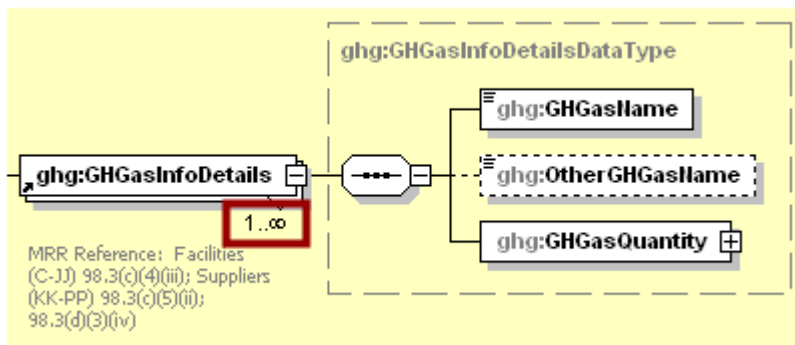 ghg:GHGasInfoDetailsDataType
ghg:GHGasName
ghg:GHGasInfoDetails
ghg:OtherGHGasName
1..∞
ghg:GHGasQuantity
MRR Reference: Facilities
(C-JJ) 98.3(c)(4)(iii); Suppliers
(KK-PP) 98.3(c)(5)(ii);
98.3(d)(3)(iv)